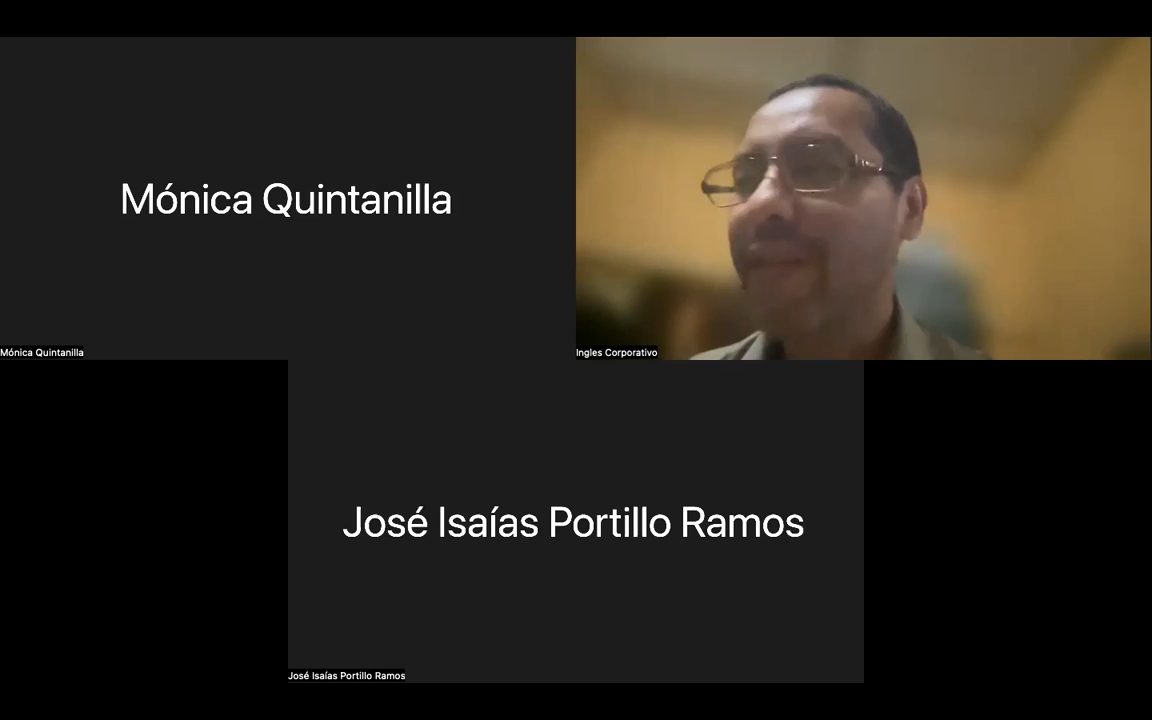 Mónica Quintanilla
Mónica Quintanilla
Ingles Corporativo
José Isaías Portillo Ramos
José Isaías Portillo Ramos